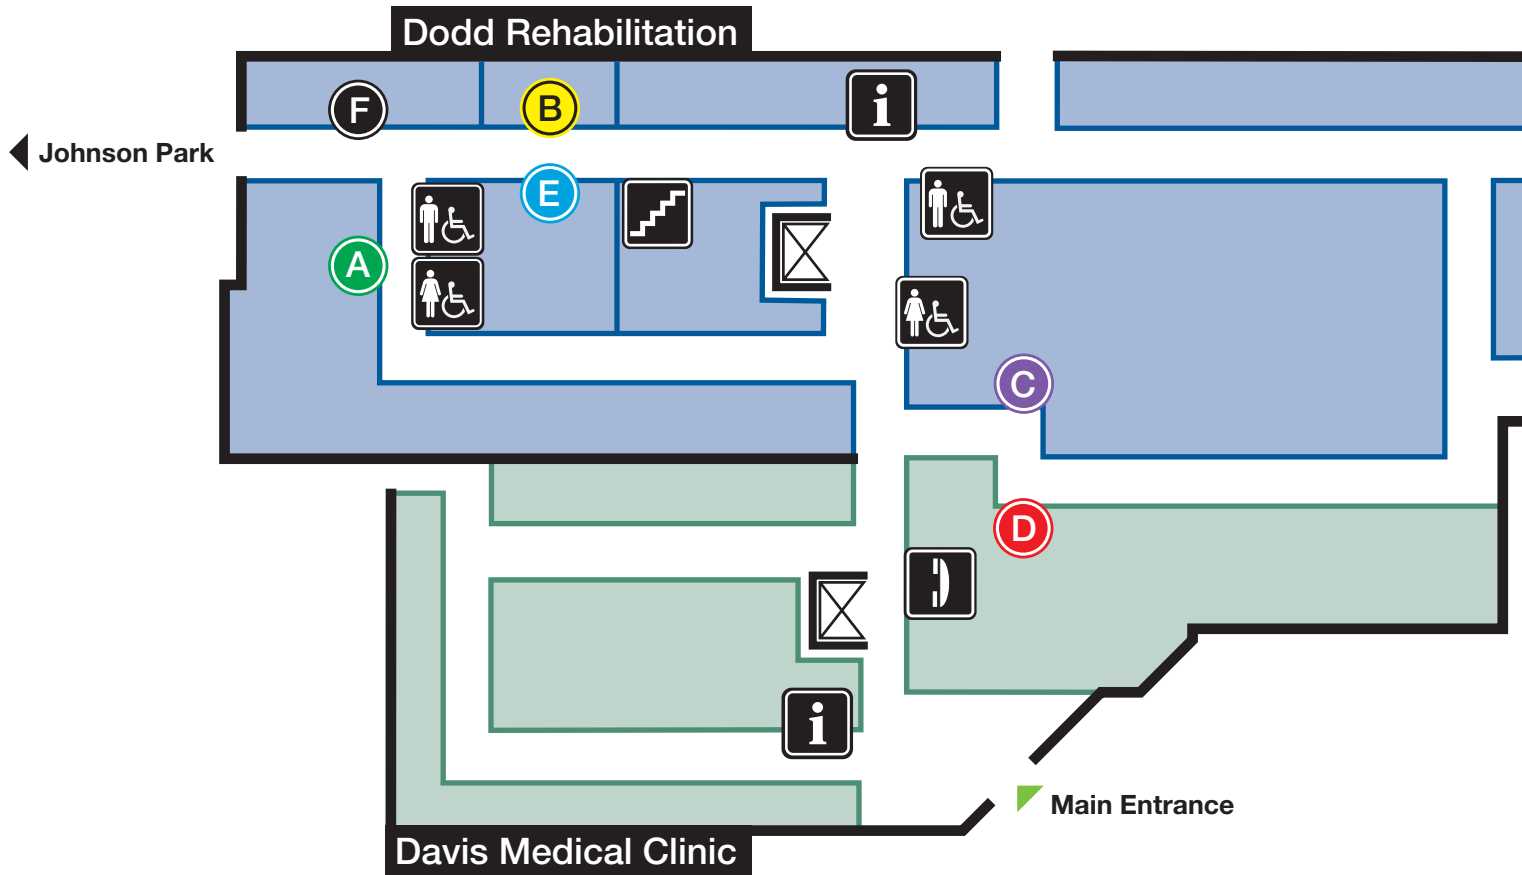 Dodd Rehabilitation
F
B
i
Johnson Park
E
A
C
D
i
Main Entrance
Davis Medical Clinic